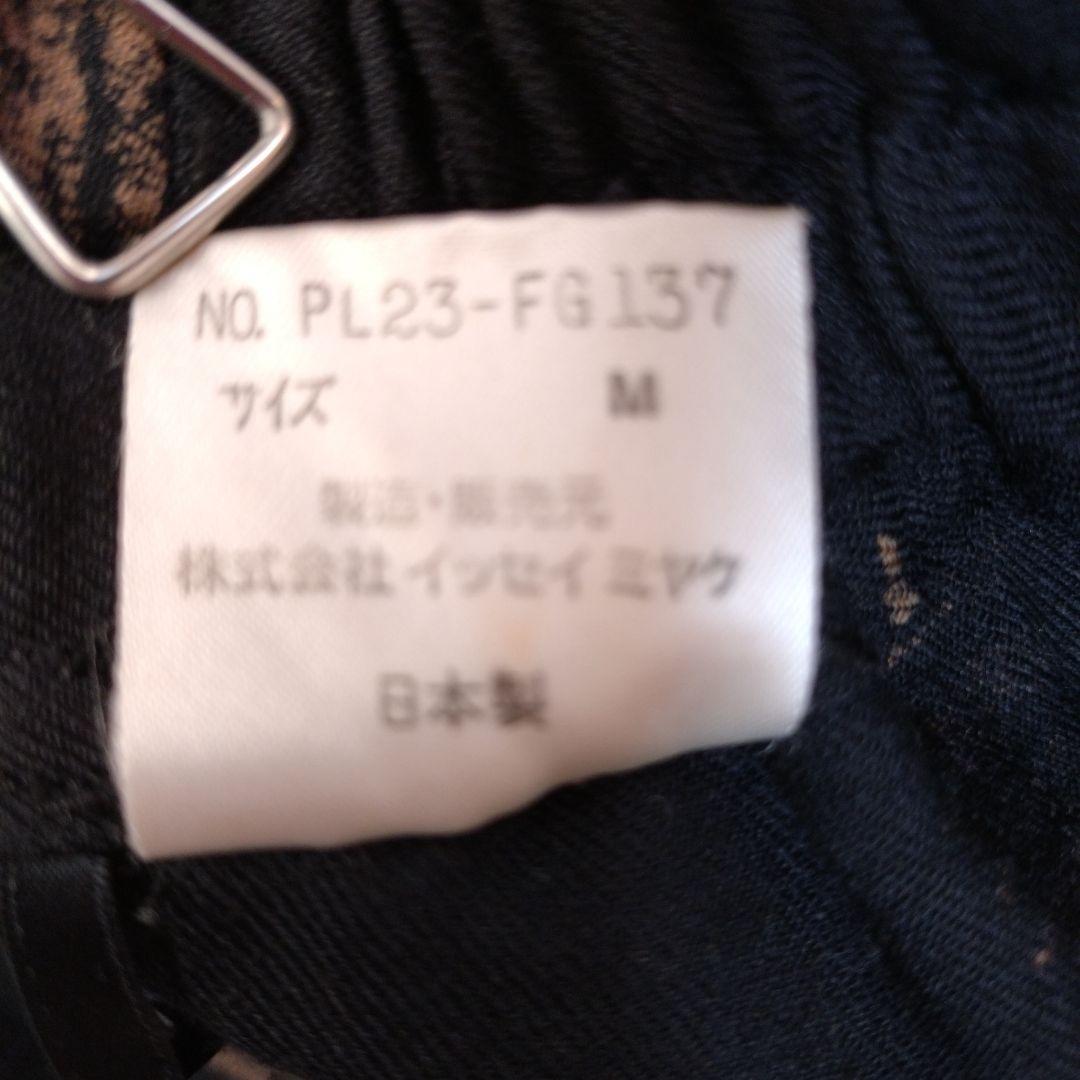 NO. PL23-FG137
サイズ M
製造・販売元
株式会社イッセイミヤケ
日本製